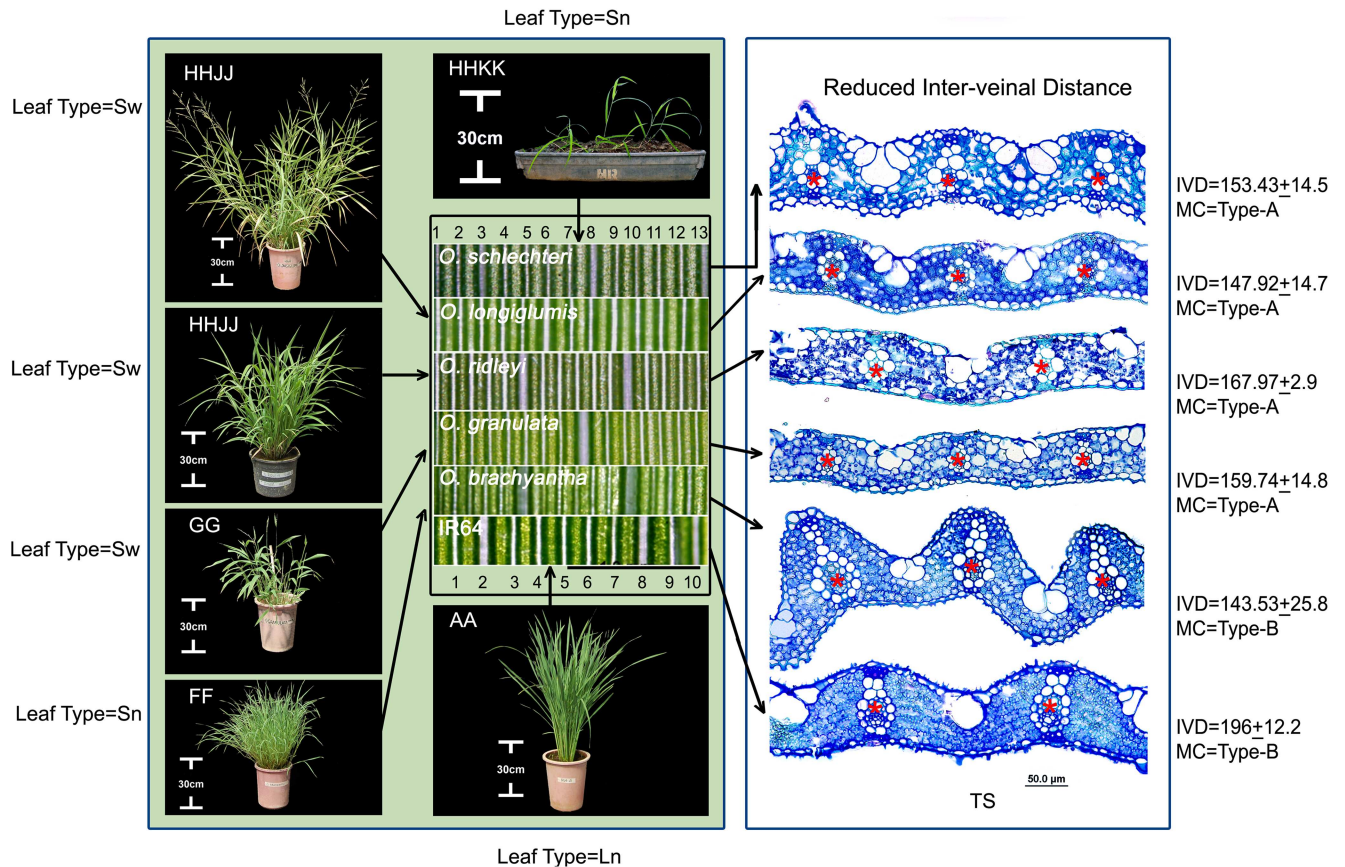 Leaf Type=Sn
HHJJ
Leaf Type=Sw
30cm
HHKK
30cm
Reduced Inter-veinal Distance
IVD=153.43±14.5
MC=Type-A
1 2 3 4 5 6 7 8 9 10 11 12 13
O. schlechteri
O. longiglumis
O. ridleyi
O. granulata
O. brachyantha
IR64
1 2 3 4 5 6 7 8 9 10
IVD=147.92±14.7
MC=Type-A
HHJJ
Leaf Type=Sw
30cm
IVD=167.97±2.9
MC=Type-A
IVD=159.74±14.8
MC=Type-A
GG
Leaf Type=Sw
30cm
IVD=143.53±25.8
MC=Type-B
AA
30cm
FF
Leaf Type=Sn
30cm
IVD=196±12.2
MC=Type-B
50.0 µm
TS
Leaf Type=Ln